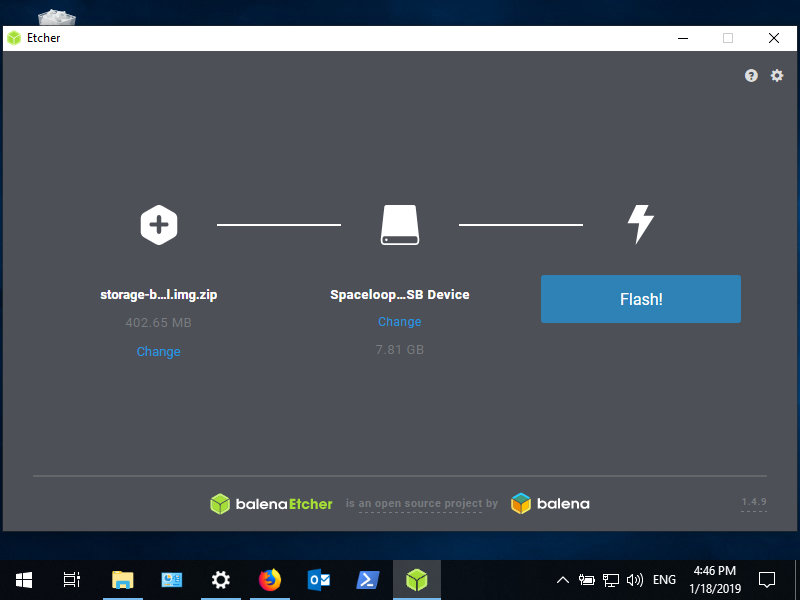 Etcher
storage-b...l.img.zip
402.65 MB
Change
Spaceloop...SB Device
Change
7.81 GB
Flash!
balenaEtcher is an open source project by balena
1.4.9
ENG
4:46 PM
1/18/2019